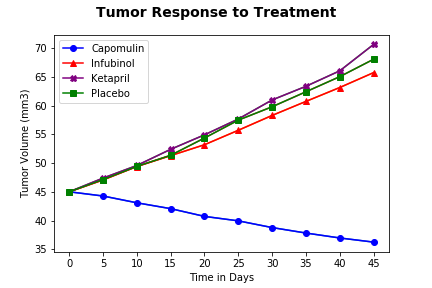 Tumor Response to Treatment
Capomulin
Infubinol
Ketapril
Placebo
Tumor Volume (mm3)
70
65
60
55
50
45
40
35
0 5 10 15 20 25 30 35 40 45
Time in Days